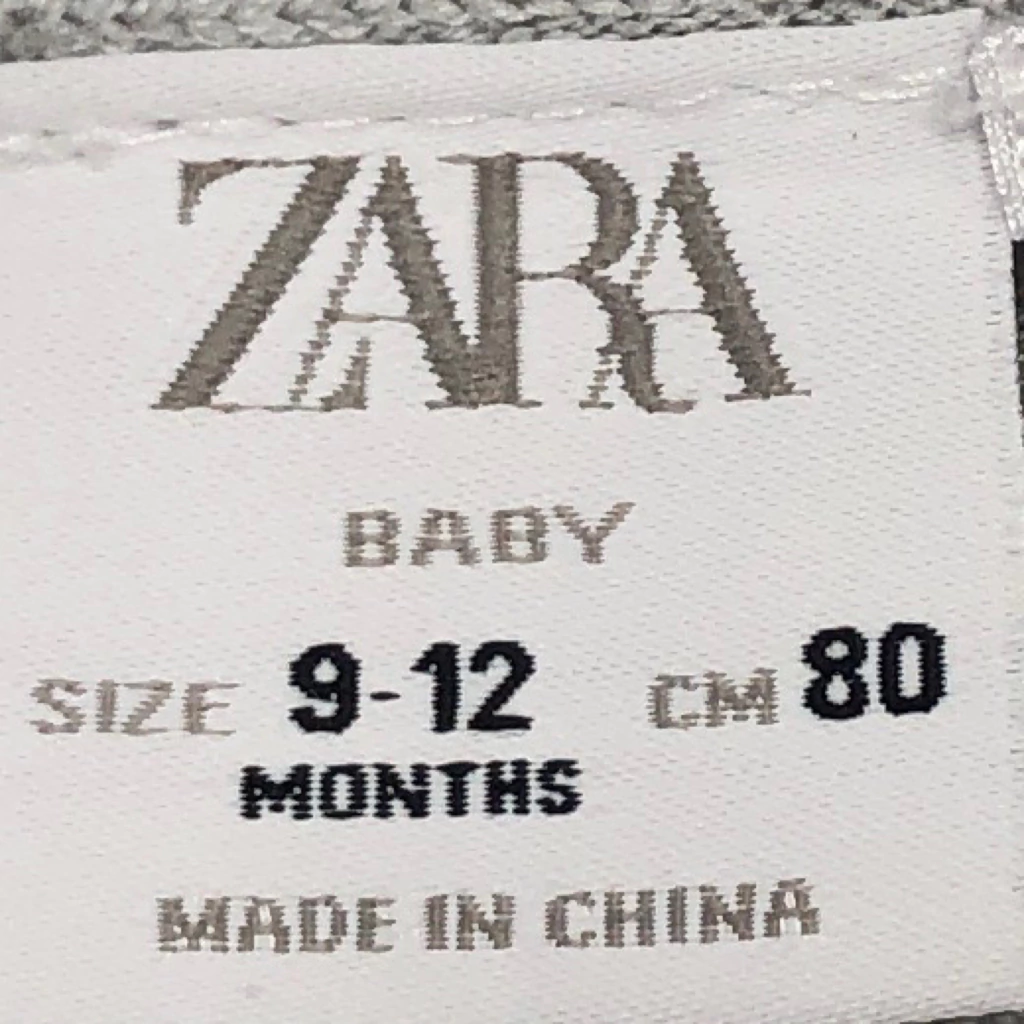 ZARA
BABY
SIZE 9-12 CM 80
MONTHS
MADE IN CHINA